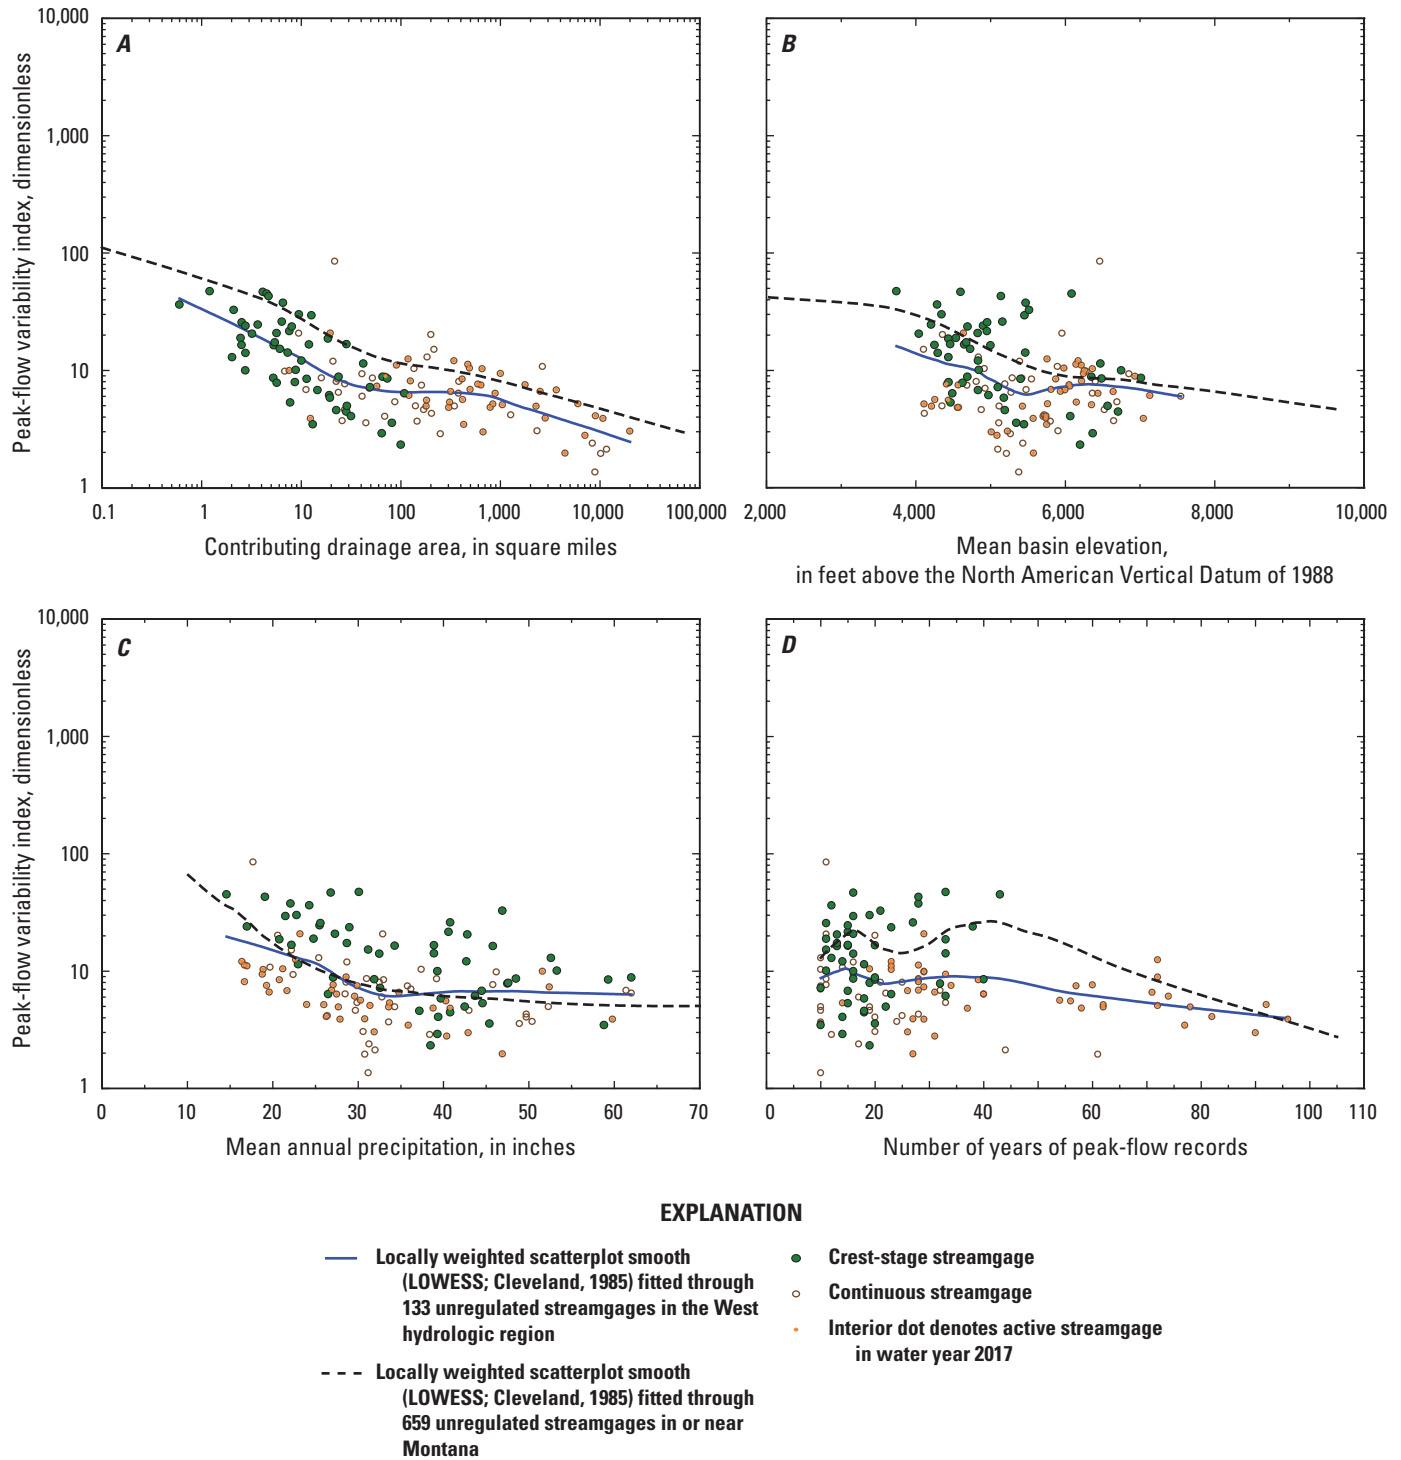 A
B
10,000
1,000
100
10
1
Peak-flow variability index, dimensionless
0.1 1 10 100 1,000 10,000 100,000
Contributing drainage area, in square miles
2,000 4,000 6,000 8,000 10,000
Mean basin elevation,
in feet above the North American Vertical Datum of 1988
C
D
10,000
1,000
100
10
1
Peak-flow variability index, dimensionless
0 10 20 30 40 50 60 70
Mean annual precipitation, in inches
0 20 40 60 80 100 110
Number of years of peak-flow records
EXPLANATION
Locally weighted scatterplot smooth
(LOWESS; Cleveland, 1985) fitted through
133 unregulated streamgages in the West
hydrologic region
Locally weighted scatterplot smooth
(LOWESS; Cleveland, 1985) fitted through
659 unregulated streamgages in or near
Montana
Crest-stage streamgage
Continuous streamgage
Interior dot denotes active streamgage
in water year 2017